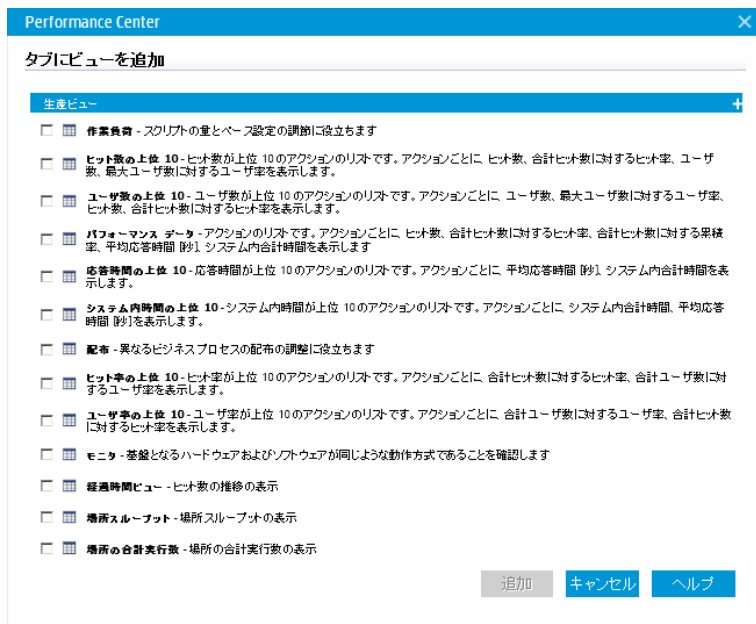 Performance Center
タブにビューを追加
生産ビュー
作業負荷 - スクリプトの量とペース設定の調節に役立ちます
ヒット数の上位 10 - ヒット数が上位 10 のアクションのリストです。アクションごとに、ヒット数、合計ヒット数に対するヒット率、ユーザ
数、最大ユーザ数に対するユーザ率を表示します。
ユーザ数の上位 10 - ユーザ数が上位 10 のアクションのリストです。アクションごとに、ユーザ数、最大ユーザ数に対するユーザ率、
ヒット数、合計ヒット数に対するヒット率を表示します。
パフォーマンス データ - アクションのリストです。アクションごとに、ヒット数、合計ヒット数に対するヒット率、合計ヒット数に対する累積
率、平均応答時間 [秒]、システム内合計時間を表示します
応答時間の上位 10 - 応答時間が上位 10 のアクションのリストです。アクションごとに、平均応答時間 [秒]、システム内合計時間を表
示します。
システム内時間の上位 10 - システム内時間が上位 10 のアクションのリストです。アクションごとに、システム内合計時間、平均応答
時間 [秒]を表示します。
配布 - 異なるビジネス プロセスの配布の調整に役立ちます
ヒット率の上位 10 - ヒット率が上位 10 のアクションのリストです。アクションごとに、合計ヒット数に対するヒット率、合計ユーザ数に対
するユーザ率を表示します。
ユーザ率の上位 10 - ユーザ率が上位 10 のアクションのリストです。アクションごとに、合計ユーザ数に対するユーザ率、合計ヒット数
に対するヒット率を表示します。
モニタ - 基盤となるハードウェアおよびソフトウェアが同じような動作方式であることを確認します
経過時間ビュー - ヒット数の推移の表示
場所スループット - 場所スループットの表示
場所の合計実行数 - 場所の合計実行数の表示
追加 キャンセル ヘルプ